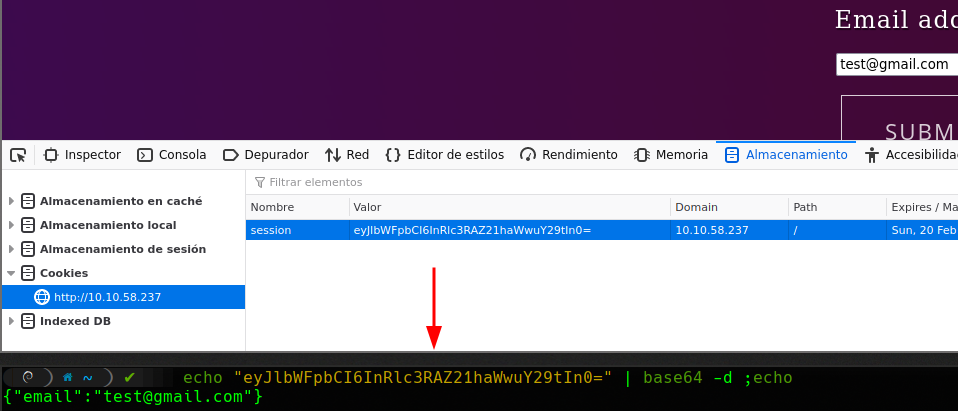 Email add
test@gmail.com
SUBM
Inspector Consola Depurador Red Editor de estilos Rendimiento Memoria Almacenamiento Accesibilida
Filtrar elementos
Almacenamiento en caché
Almacenamiento local
Almacenamiento de sesión
Cookies
http://10.10.58.237
Indexed DB
Nombre Valor Domain Path Expires / Ma
session eyJlbWFpbCI6InRlc3RAZ21haWwuY29tIn0= 10.10.58.237 / Sun, 20 Feb
~ ✔ echo "eyJlbWFpbCI6InRlc3RAZ21haWwuY29tIn0=" | base64 -d ;echo
{"email":"test@gmail.com"}